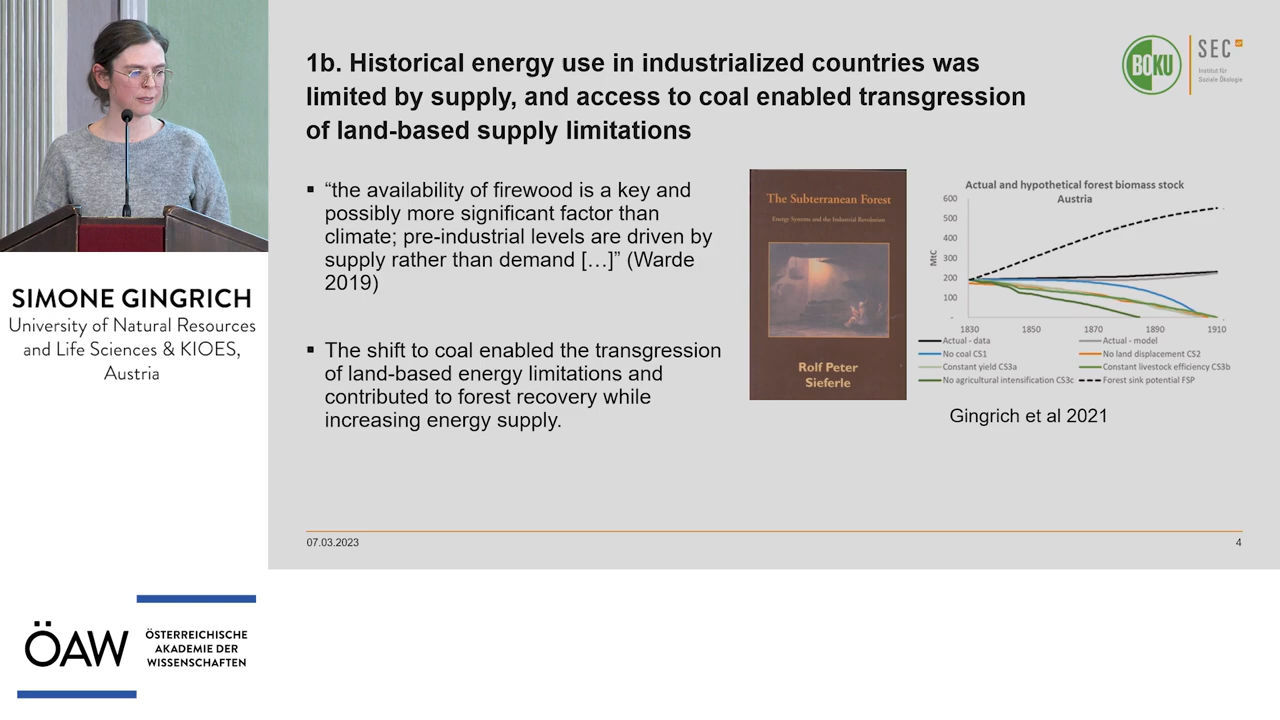 1b. Historical energy use in industrialized countries was
limited by supply, and access to coal enabled transgression
of land-based supply limitations
BOKU
SEC
Institut für
Soziale Ökologie
▪ “the availability of firewood is a key and
possibly more significant factor than
climate; pre-industrial levels are driven by
supply rather than demand […]” (Warde
2019)
▪ The shift to coal enabled the transgression
of land-based energy limitations and
contributed to forest recovery while
increasing energy supply.
The Subterranean Forest
Energy Systems and the Industrial Revolution
Rolf Peter
Sieferle
Actual and hypothetical forest biomass stock
Austria
MtC
600
500
400
300
200
100
-
1830 1850 1870 1890 1910
Actual - data
Actual - model
No coal CS1
No land displacement CS2
Constant yield CS3a
Constant livestock efficiency CS3b
No agricultural intensification CS3c
Forest sink potential FSP
Gingrich et al 2021
07.03.2023
4
SIMONE GINGRICH
University of Natural Resources
and Life Sciences & KIOES,
Austria
ÖAW
ÖSTERREICHISCHE
AKADEMIE DER
WISSENSCHAFTEN